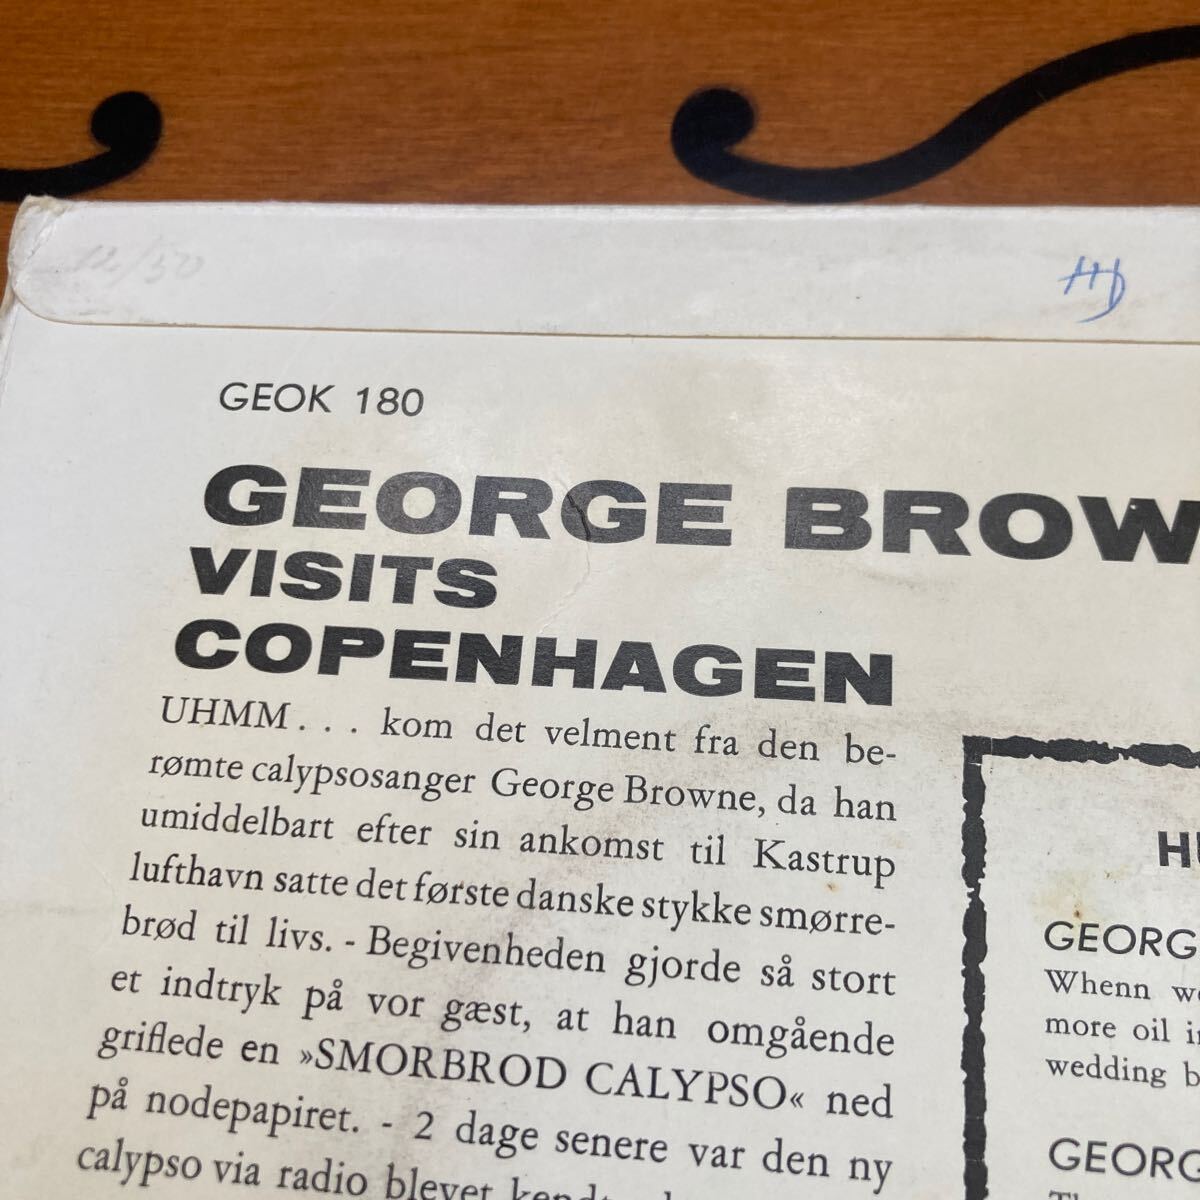 12/50
HD
GEOK 180
GEORGE BROW
VISITS
COPENHAGEN
UHMM... kom det velment fra den be-
rømte calypsosanger George Browne, da han
umiddelbart efter sin ankomst til Kastrup
lufthavn satte det første danske stykke smørre-
brød til livs. - Begivenheden gjorde så stort
et indtryk på vor gæst, at han omgående
griflede en »SMORBROD CALYPSO« ned
på nodepapiret. - 2 dage senere var den ny
calypso via radio blevet
GEORG
Whenn
more oil
wedding b
GEORG